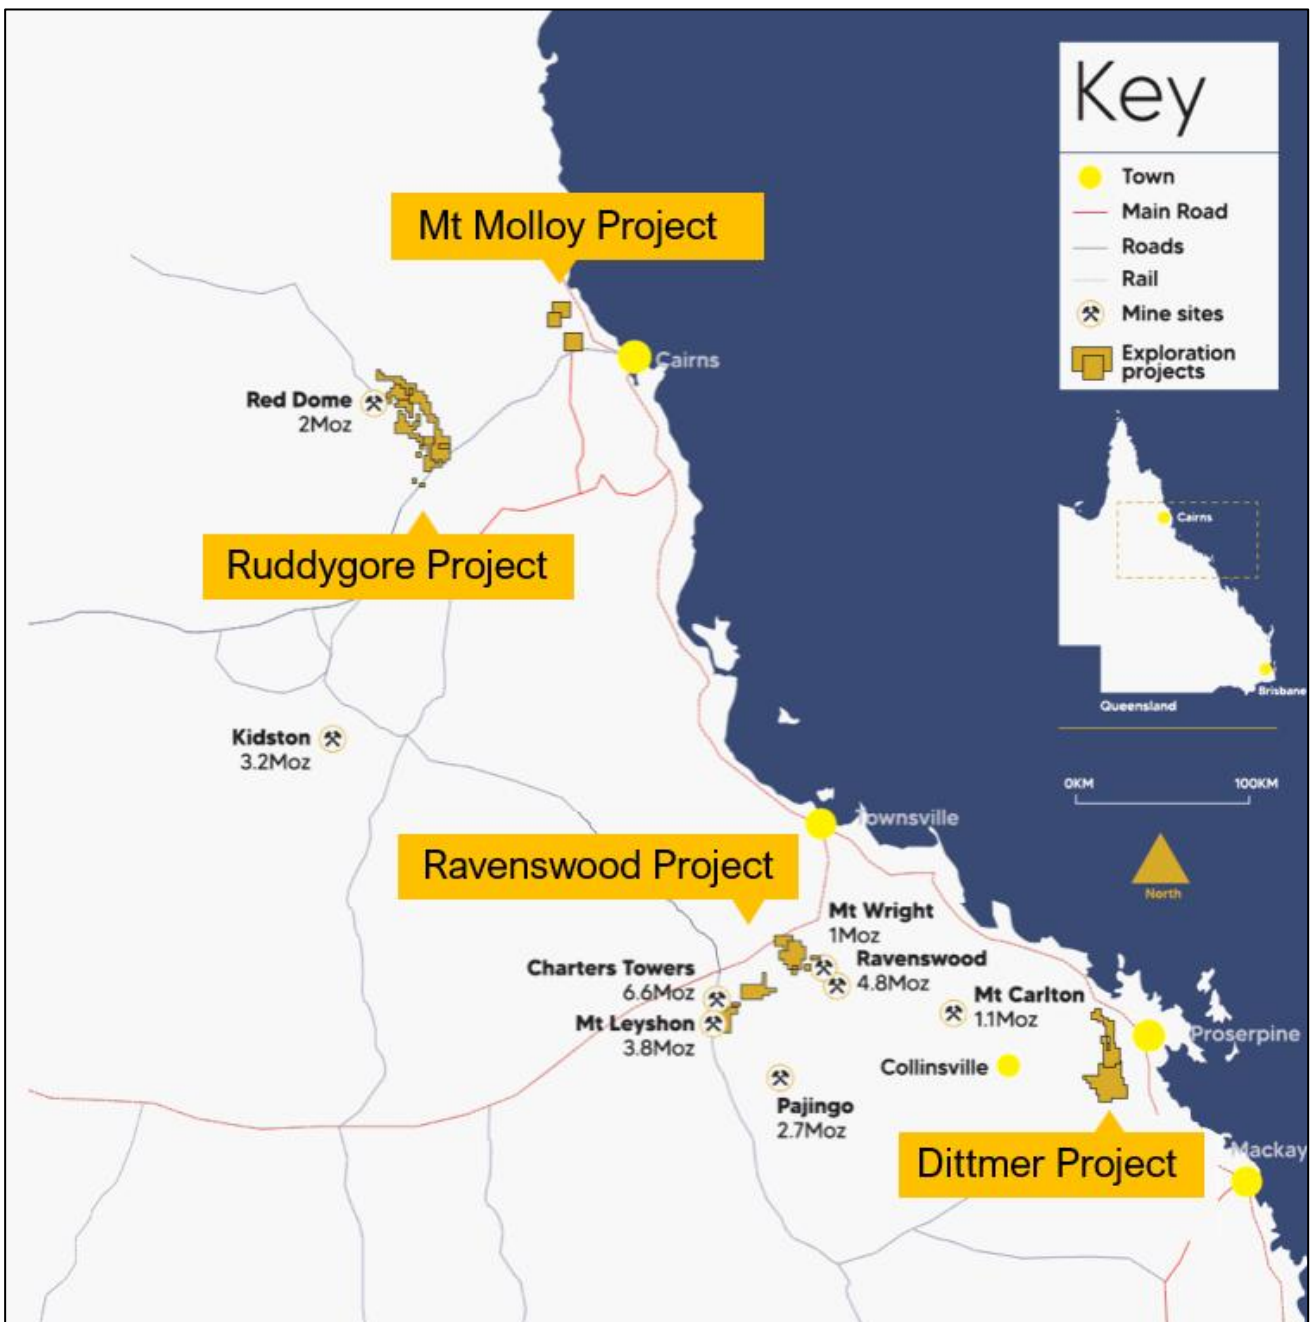 Key
Town
Main Road
Roads
Rail
Mine sites
Exploration
projects
Mt Molloy Project
Cairns
Red Dome
2Moz
Ruddygore Project
Cairns
Brisbane
Queensland
Kidston
3.2Moz
0KM
100KM
North
Townsville
Ravenswood Project
Mt Wright
1Moz
Ravenswood
4.8Moz
Charters Towers
6.6Moz
Mt Leyshon
3.8Moz
Mt Carlton
1.1Moz
Proserpine
Collinsville
Pajingo
2.7Moz
Dittmer Project
Mackay